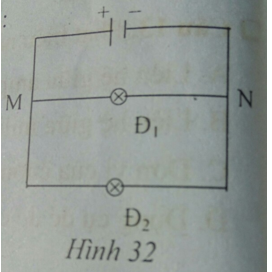 + −
M N
Đ₁
Đ₂
Hình 32